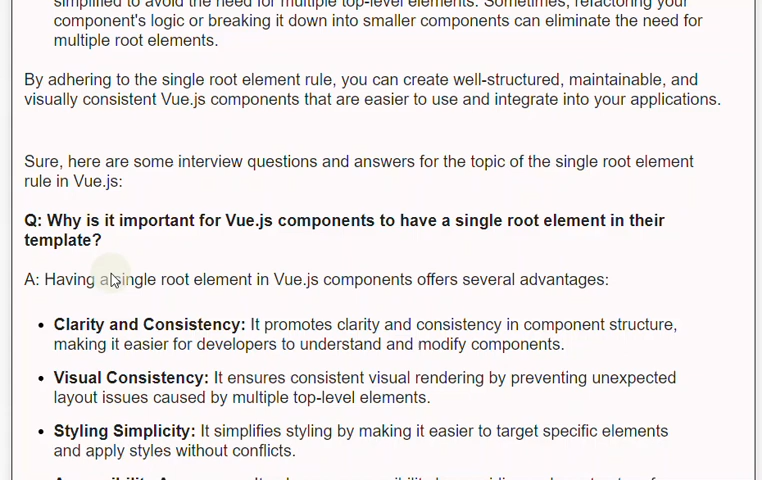 simplified to avoid the need for multiple top-level elements. Sometimes, refactoring your
component's logic or breaking it down into smaller components can eliminate the need for
multiple root elements.
By adhering to the single root element rule, you can create well-structured, maintainable, and
visually consistent Vue.js components that are easier to use and integrate into your applications.
Sure, here are some interview questions and answers for the topic of the single root element
rule in Vue.js:
Q: Why is it important for Vue.js components to have a single root element in their
template?
A: Having a single root element in Vue.js components offers several advantages:
• Clarity and Consistency: It promotes clarity and consistency in component structure,
making it easier for developers to understand and modify components.
• Visual Consistency: It ensures consistent visual rendering by preventing unexpected
layout issues caused by multiple top-level elements.
• Styling Simplicity: It simplifies styling by making it easier to target specific elements
and apply styles without conflicts.